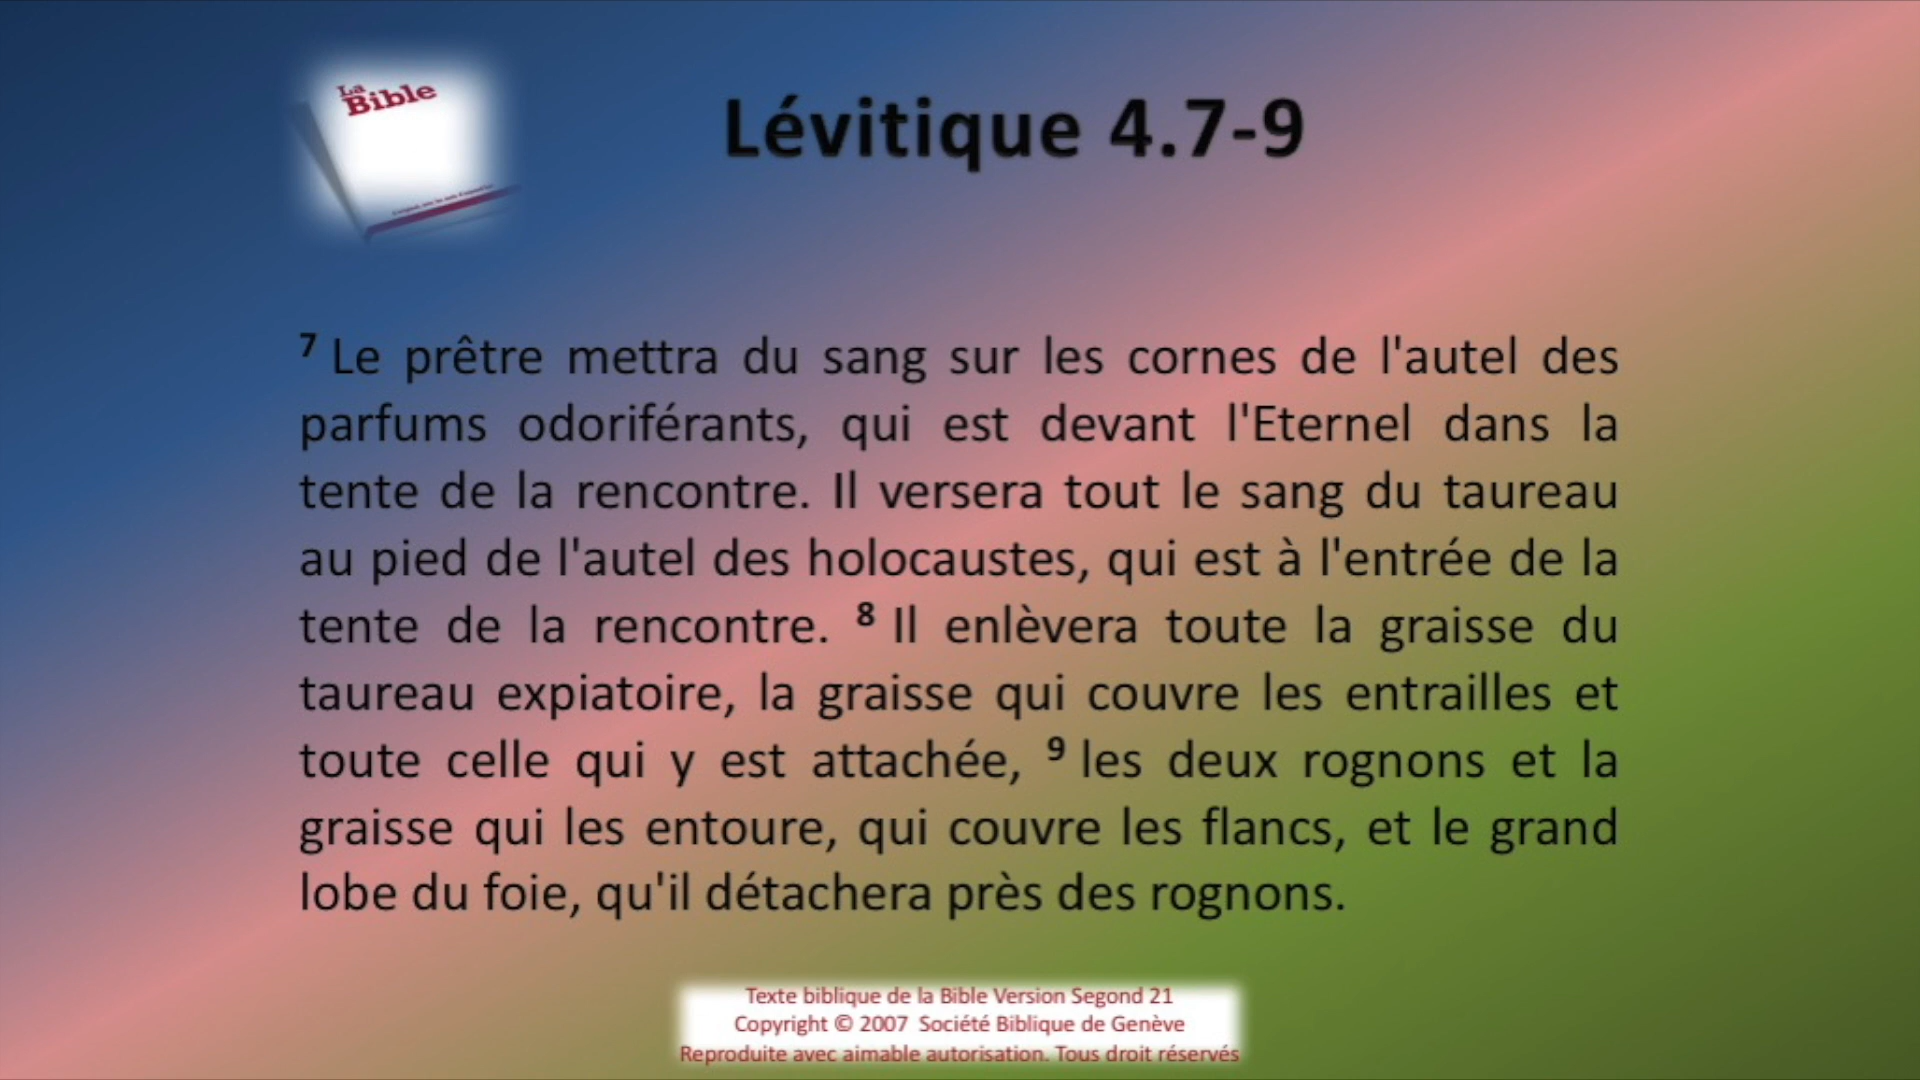 La
Bible
Lévitique 4.7-9
7 Le prêtre mettra du sang sur les cornes de l'autel des
parfums odoriférants, qui est devant l'Eternel dans la
tente de la rencontre. Il versera tout le sang du taureau
au pied de l'autel des holocaustes, qui est à l'entrée de la
tente de la rencontre. 8 Il enlèvera toute la graisse du
taureau expiatoire, la graisse qui couvre les entrailles et
toute celle qui y est attachée, 9 les deux rognons et la
graisse qui les entoure, qui couvre les flancs, et le grand
lobe du foie, qu'il détachera près des rognons.
Texte biblique de la Bible Version Segond 21
Copyright © 2007 Société Biblique de Genève
Reproduite avec aimable autorisation. Tous droit réservés